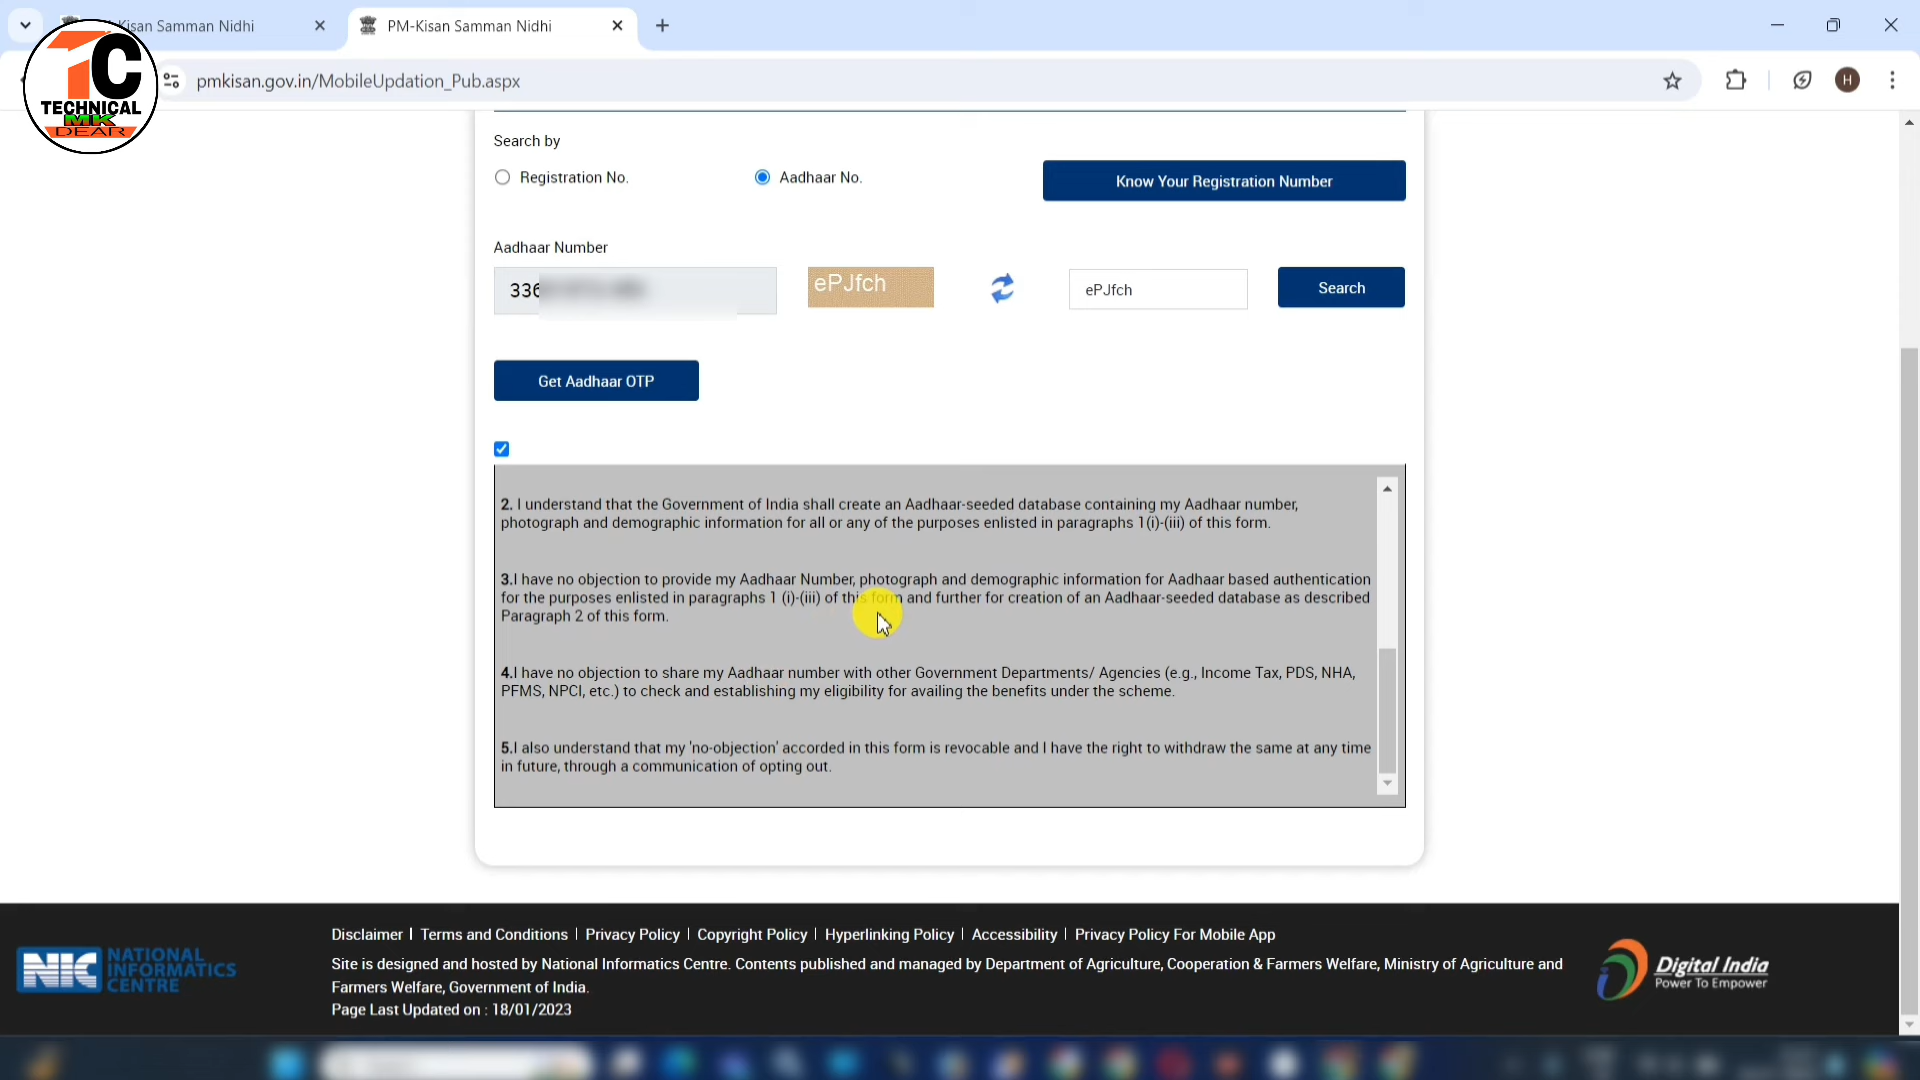 Kisan Samman Nidhi
PM-Kisan Samman Nidhi
TC
TECHNICAL
MK
DEAR
pmkisan.gov.in/MobileUpdation_Pub.aspx
H
Search by
Registration No.
Aadhaar No.
Know Your Registration Number
Aadhaar Number
336
ePJfch
ePJfch
Search
Get Aadhaar OTP
2. I understand that the Government of India shall create an Aadhaar-seeded database containing my Aadhaar number,
photograph and demographic information for all or any of the purposes enlisted in paragraphs 1(i)-(iii) of this form.
3.I have no objection to provide my Aadhaar Number, photograph and demographic information for Aadhaar based authentication
for the purposes enlisted in paragraphs 1 (i)-(iii) of this form and further for creation of an Aadhaar-seeded database as described
Paragraph 2 of this form.
4.I have no objection to share my Aadhaar number with other Government Departments/ Agencies (e.g., Income Tax, PDS, NHA,
PFMS, NPCI, etc.) to check and establishing my eligibility for availing the benefits under the scheme.
5.I also understand that my 'no-objection' accorded in this form is revocable and I have the right to withdraw the same at any time
in future, through a communication of opting out.
NIC NATIONAL
INFORMATICS
CENTRE
Disclaimer | Terms and Conditions | Privacy Policy | Copyright Policy | Hyperlinking Policy | Accessibility | Privacy Policy For Mobile App
Site is designed and hosted by National Informatics Centre. Contents published and managed by Department of Agriculture, Cooperation & Farmers Welfare, Ministry of Agriculture and
Farmers Welfare, Government of India.
Page Last Updated on : 18/01/2023
Digital India
Power To Empower